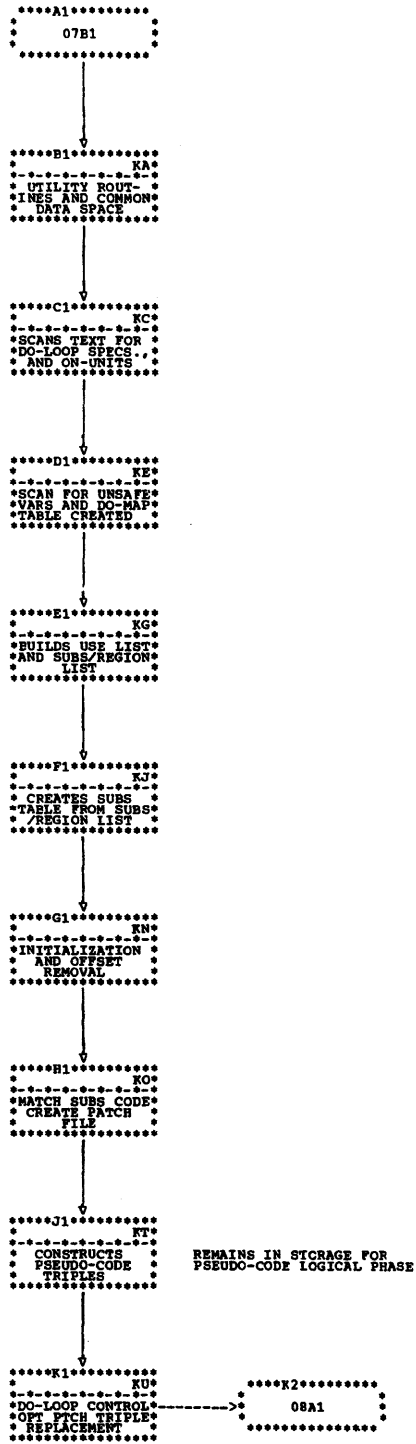 ****A1*********
07B1
*****B1**********
KA*
-*-*-*-*-*-*-*-*
* UTILITY ROUT- *
*INES AND COMMON*
* DATA SPACE *
*****C1**********
KC*
*SCANS TEXT FOR *
*DO-LOOP SPECS.,*
* AND ON-UNITS *
*****D1**********
KE*
*SCAN FOR UNSAFE*
*VARS AND DO-MAP*
*TABLE CREATED *
*****E1**********
KG*
*BUILDS USE LIST*
*AND SUBS/REGION*
* LIST *
*****F1**********
KJ*
* CREATES SUBS *
*TABLE FROM SUBS*
* /REGION LIST *
*****G1**********
KN*
*INITIALIZATION *
* AND OFFSET *
* REMOVAL *
*****H1**********
KO*
*MATCH SUBS CODE*
* CREATE PATCH *
* FILE *
*****J1**********
KT*
* CONSTRUCTS *
* PSEUDO-CODE *
* TRIPLES *
REMAINS IN STORAGE FOR
PSEUDO-CODE LOGICAL PHASE
*****K1**********
KU*
*DO-LOOP CONTROL*
*OPT PTCH TRIPLE*
* REPLACEMENT *
****K2*********
08A1